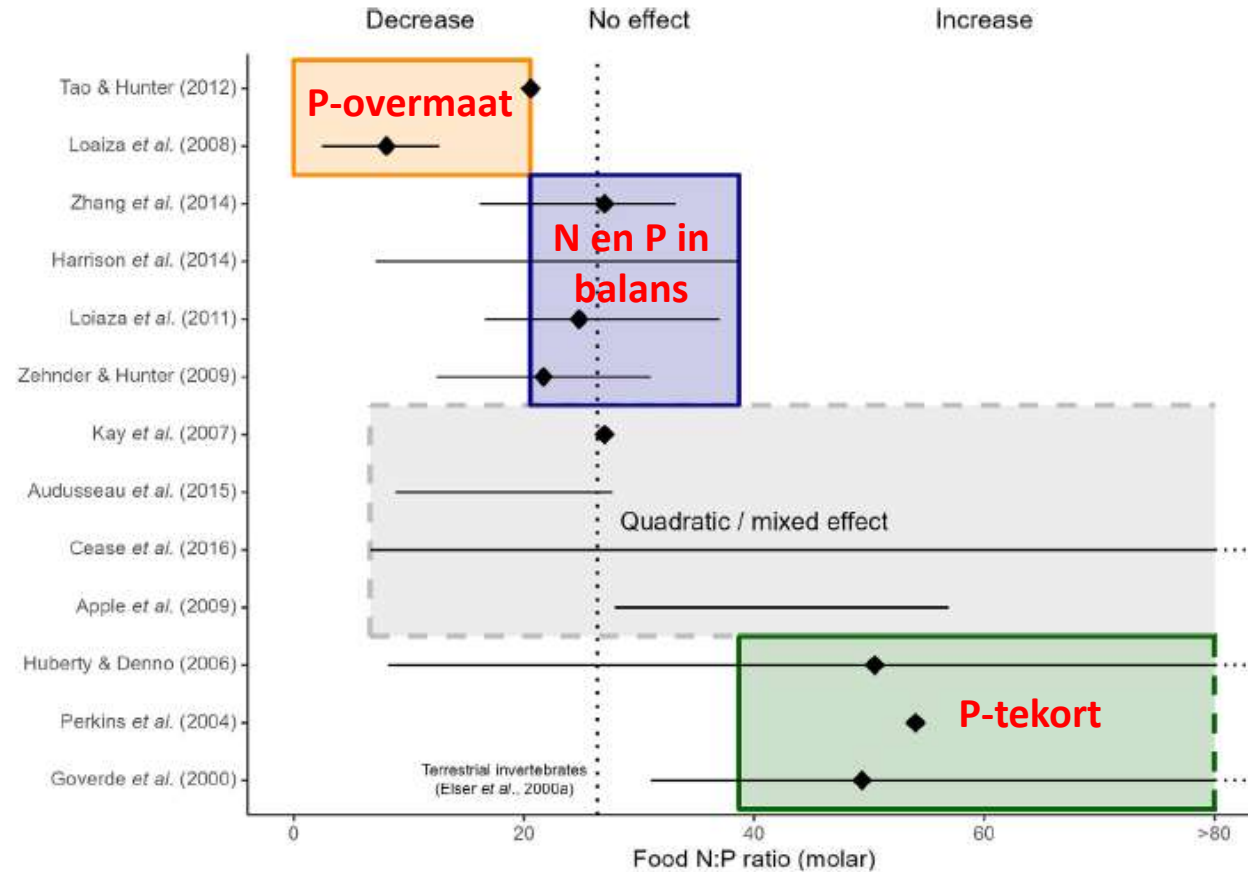 Decrease No effect Increase
Tao & Hunter (2012)
P-overmaat
Loaiza et al. (2008)
Zhang et al. (2014)
N en P in
Harrison et al. (2014)
balans
Loiaza et al. (2011)
Zehnder & Hunter (2009)
Kay et al. (2007)
Audusseau et al. (2015)
Quadratic / mixed effect
Cease et al. (2016)
Apple et al. (2009)
Huberty & Denno (2006)
Perkins et al. (2004)
P-tekort
Terrestrial invertebrates
(Elser et al., 2000a)
Goverde et al. (2000)
0 20 40 60 >80
Food N:P ratio (molar)